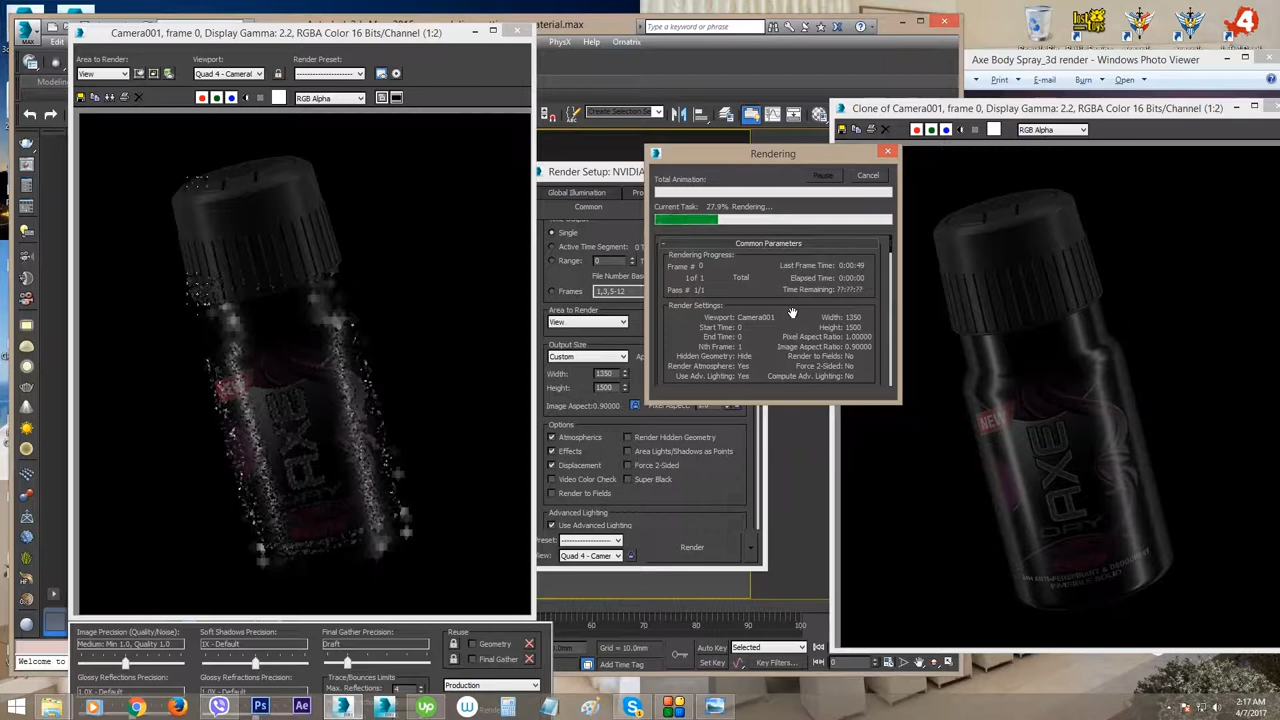 Camera001, frame 0, Display Gamma: 2.2, RGBA Color 16 Bits/Channel (1:2)
Area to Render:
Viewport:
Render Preset:
View
Quad 4 - Camera
RGB Alpha
Edit
Modeling
material.max
Type a keyword or phrase
PhysX
Help
Ornatrix
Create Selection Se
Axe Body Spray_3d render - Windows Photo Viewer
Print
E-mail
Burn
Open
Clone of Camera001, frame 0, Display Gamma: 2.2, RGBA Color 16 Bits/Channel (1:2)
RGB Alpha
Render Setup: NVIDIA
Global Illumination
Common
Single
Active Time Segment:
Range:
0
File Number Base
Frames
1,3,5-12
Area to Render
View
Output Size
Custom
Width:
1350
Height:
1500
Image Aspect: 0.90000
Options
Atmospherics
Render Hidden Geometry
Effects
Area Lights/Shadows as Points
Displacement
Force 2-Sided
Video Color Check
Super Black
Render to Fields
Advanced Lighting
Use Advanced Lighting
Preset:
View:
Quad 4 - Camer
Render
Rendering
Pause
Cancel
Total Animation:
Current Task: 27.9% Rendering...
Common Parameters
Rendering Progress:
Frame # 0
Last Frame Time: 0:00:49
1 of 1
Total
Elapsed Time: 0:00:00
Pass # 1/1
Time Remaining: ??:??:??
Render Settings:
Viewport: Camera001
Width: 1350
Start Time: 0
Height: 1500
End Time: 0
Pixel Aspect Ratio: 1.00000
Nth Frame: 1
Image Aspect Ratio: 0.90000
Hidden Geometry: Hide
Render to Fields: No
Render Atmosphere: Yes
Force 2-Sided: No
Use Adv. Lighting: Yes
Compute Adv. Lighting: No
NEW
AXE
Image Precision (Quality/Noise):
Medium: Min 1.0, Quality 1.0
Soft Shadows Precision:
1X - Default
Final Gather Precision:
Draft
Reuse
Geometry
Final Gather
Glossy Reflections Precision:
1.0X - Default
Glossy Refractions Precision:
1.0X - Default
Trace/Bounces Limits
Max. Reflections:
4
Production
60
70
80
90
100
Grid = 10.0mm
Add Time Tag
Auto Key
Selected
Set Key
Key Filters...
0
Welcome to
2:17 AM
4/7/2017